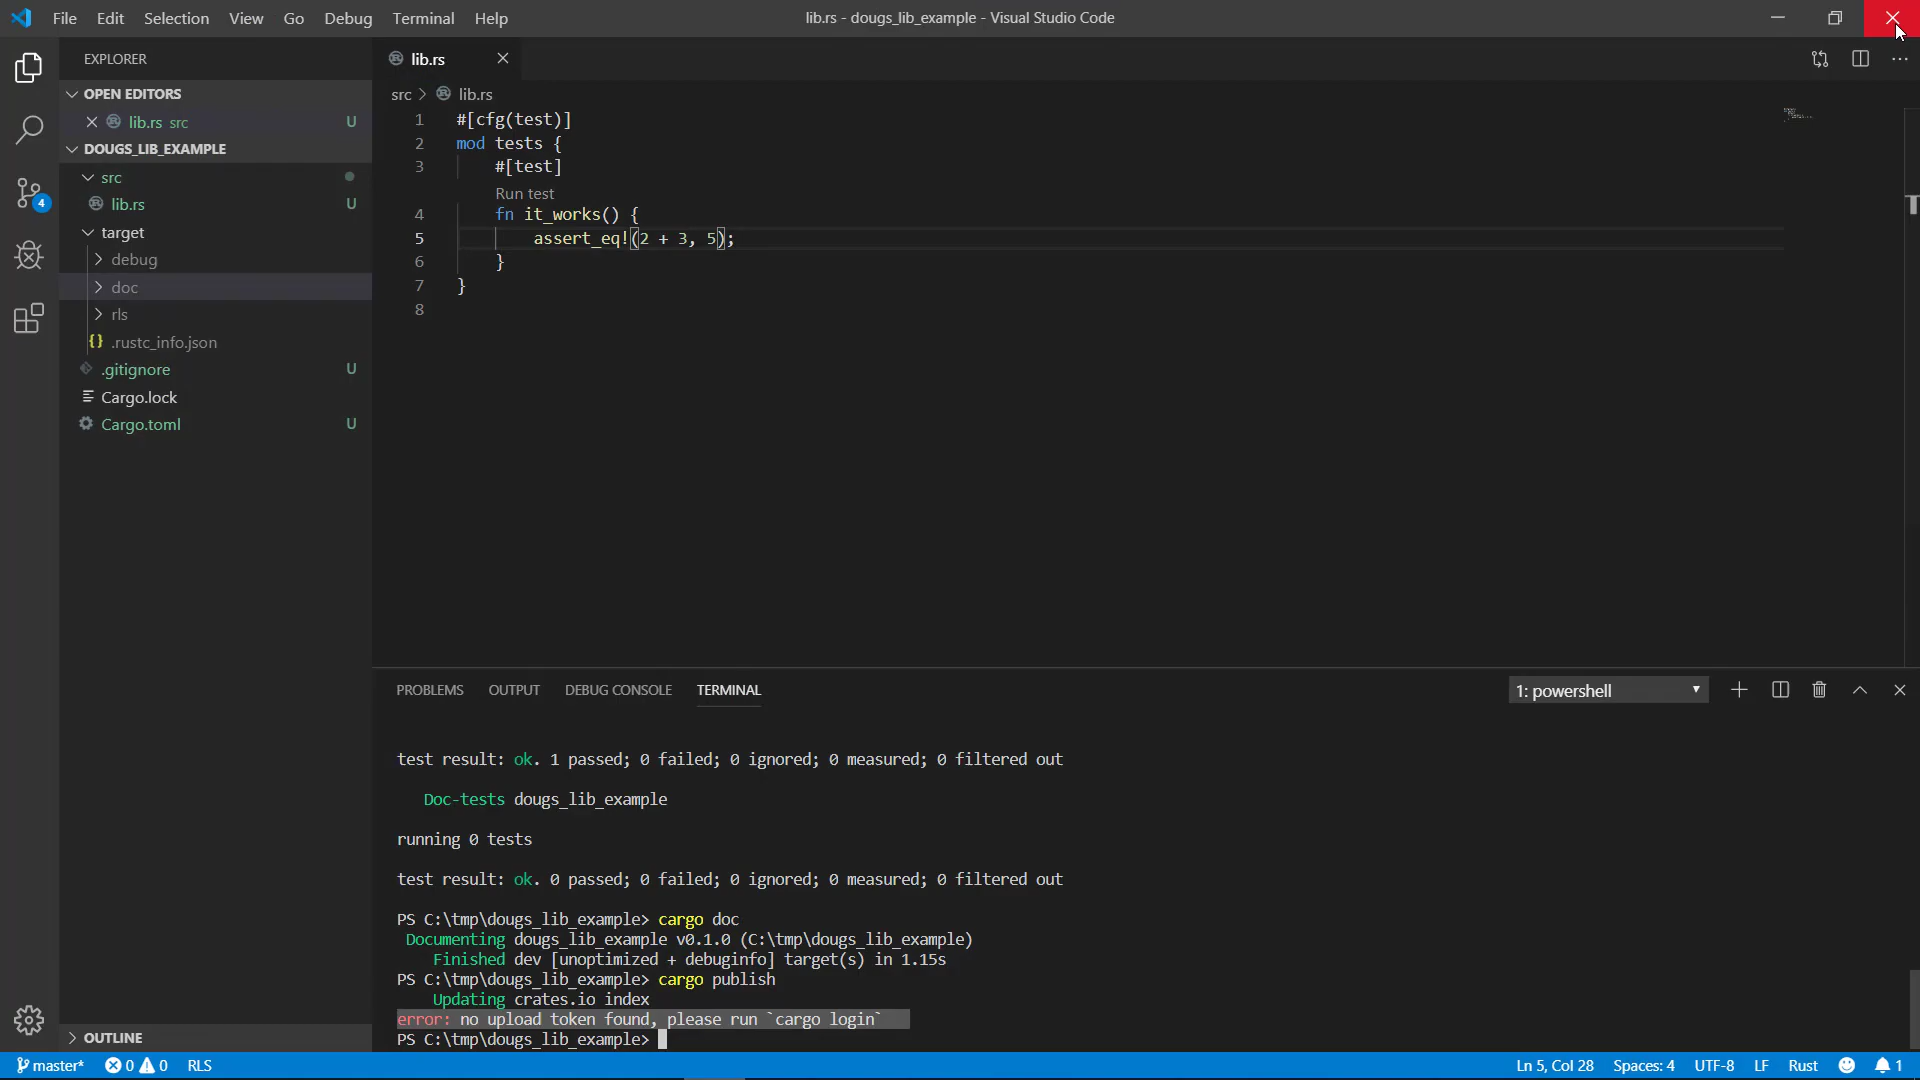 File Edit Selection View Go Debug Terminal Help
lib.rs - dougs_lib_example - Visual Studio Code
EXPLORER
OPEN EDITORS
lib.rs src U
DOUGS_LIB_EXAMPLE
src
lib.rs U
target
debug
doc
rls
{} .rustc_info.json
.gitignore U
Cargo.lock
Cargo.toml U
OUTLINE
4
lib.rs
src > lib.rs
1 #[cfg(test)]
2 mod tests {
3 #[test]
Run test
4 fn it_works() {
5 assert_eq!(2 + 3, 5);
6 }
7 }
8
PROBLEMS OUTPUT DEBUG CONSOLE TERMINAL
1: powershell
test result: ok. 1 passed; 0 failed; 0 ignored; 0 measured; 0 filtered out
Doc-tests dougs_lib_example
running 0 tests
test result: ok. 0 passed; 0 failed; 0 ignored; 0 measured; 0 filtered out
PS C:\tmp\dougs_lib_example> cargo doc
Documenting dougs_lib_example v0.1.0 (C:\tmp\dougs_lib_example)
Finished dev [unoptimized + debuginfo] target(s) in 1.15s
PS C:\tmp\dougs_lib_example> cargo publish
Updating crates.io index
error: no upload token found, please run `cargo login`
PS C:\tmp\dougs_lib_example>
master* 0 0 RLS
Ln 5, Col 28 Spaces: 4 UTF-8 LF Rust 1